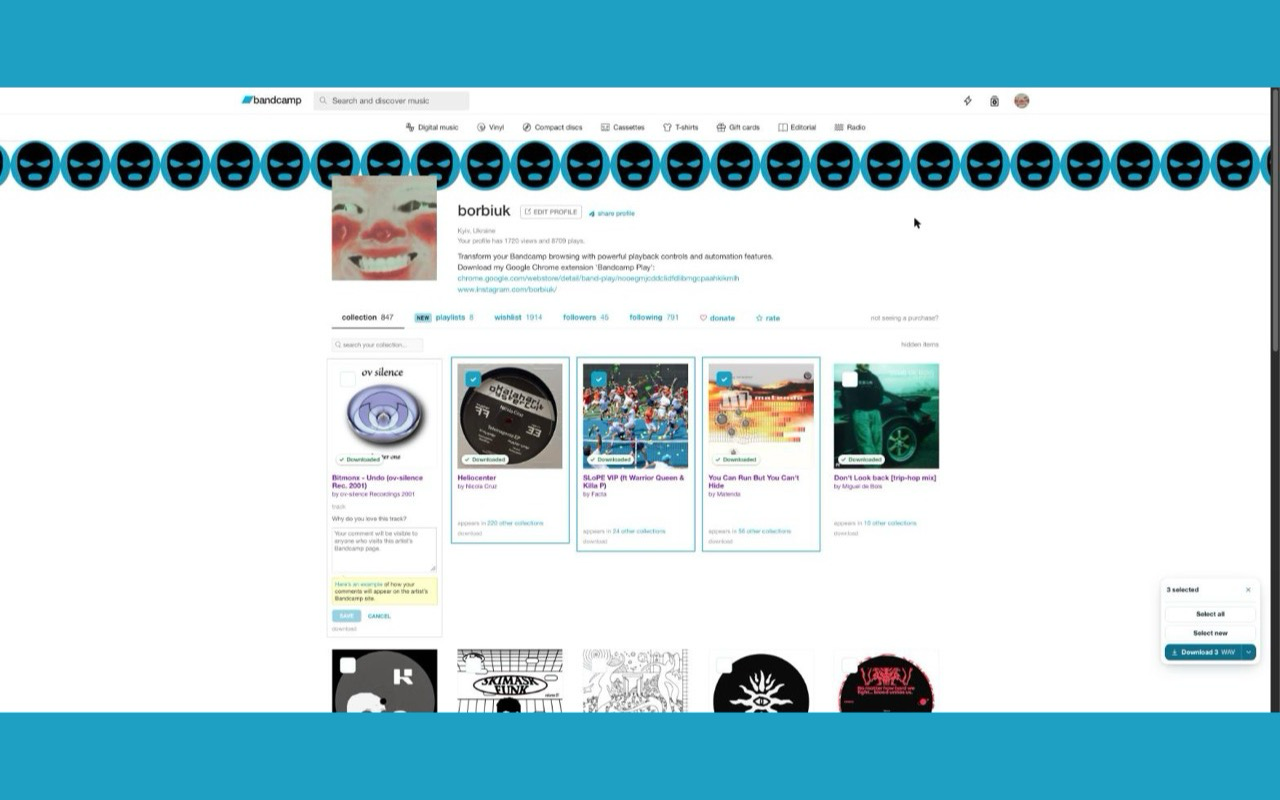 bandcamp
Search and discover music
Digital music
Vinyl
Compact discs
Cassettes
T-shirts
Gift cards
Editorial
Radio
borbiuk
EDIT PROFILE
share profile
Kyiv, Ukraine
Your profile has 1720 views and 8709 plays.
Transform your Bandcamp browsing with powerful playback controls and automation features.
Download my Google Chrome extension 'Bandcamp Play':
www.instagram.com/borbiuk/
collection 847
NEW playlists 8
wishlist 1914
followers 45
following 791
donate
rate
not seeing a purchase?
search your collection...
hidden items
ov silence
Downloaded
Downloaded
Downloaded
Downloaded
Downloaded
Bitmonx - Undo (ov-silence
Rec. 2001)
by ov-silence Recordings 2001
track
Why do you love this track?
Your comment will be visible to
anyone who visits this artist's
Bandcamp page.
Here's an example of how your
comments will appear on the artist's
Bandcamp site.
SAVE
CANCEL
download
Heliocenter
by Nicola Cruz
appears in 220 other collections
download
SLoPE VIP (ft Warrior Queen &
Killa P)
by Facta
appears in 24 other collections
download
You Can Run But You Can't
Hide
by Matenda
appears in 56 other collections
download
Don't Look back [trip-hop mix]
by Miguel de Bois
appears in 15 other collections
download
3 selected
Select all
Select new
Download 3 WAV
SKIMASK
FUNK